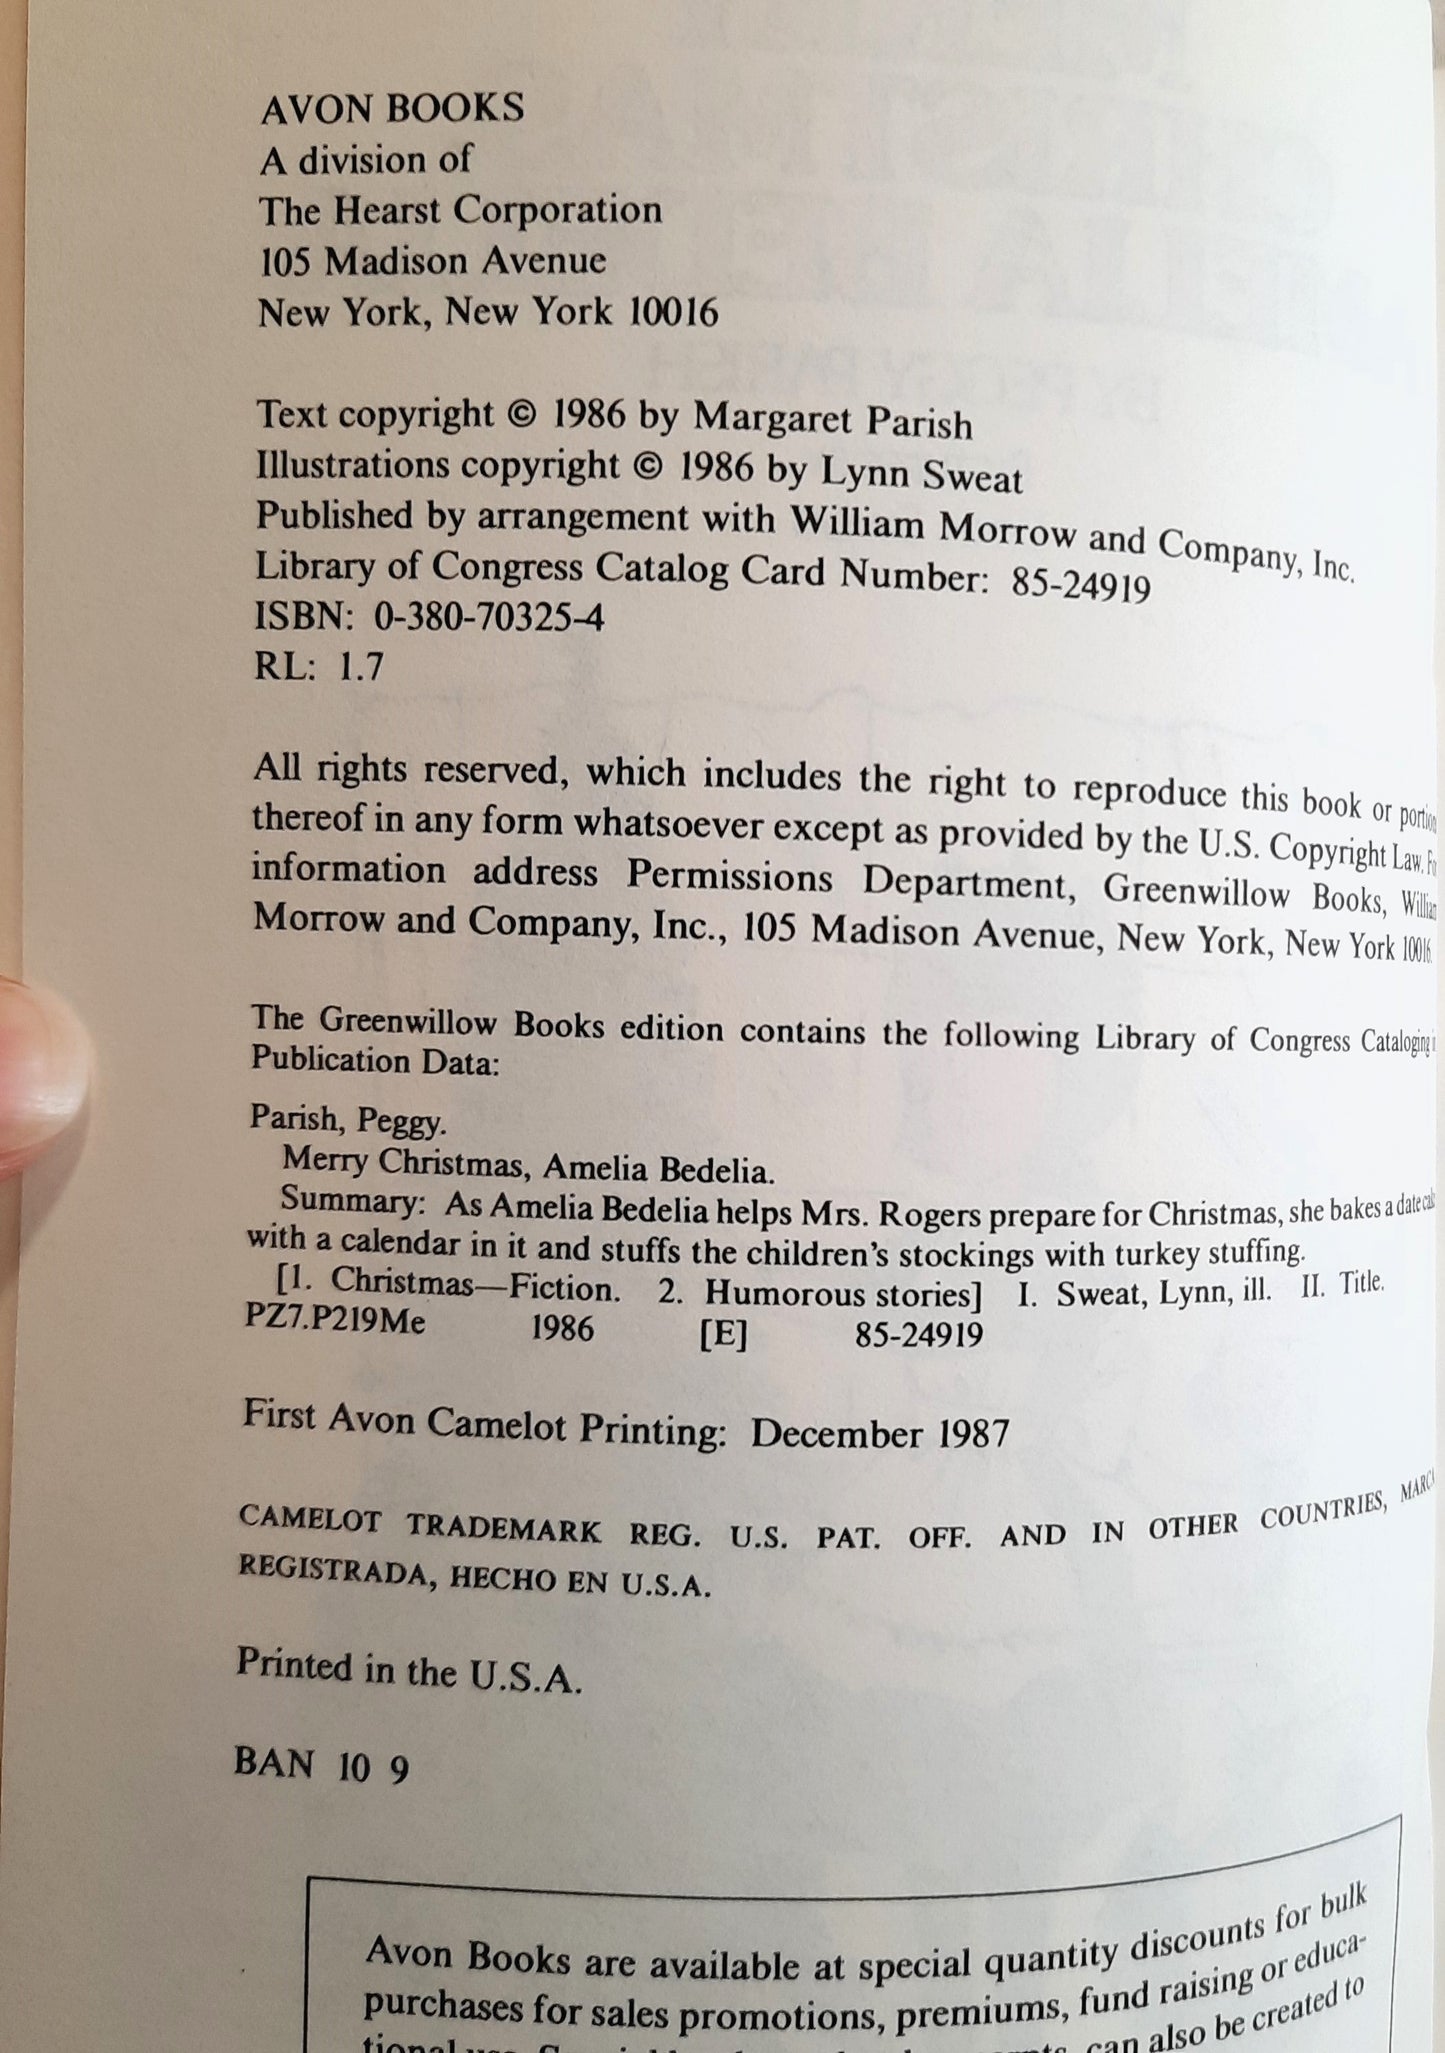 AVON BOOKS
A division of
The Hearst Corporation
105 Madison Avenue
New York, New York 10016
Text copyright © 1986 by Margaret Parish
Illustrations copyright © 1986 by Lynn Sweat
Published by arrangement with William Morrow and Company, Inc.
Library of Congress Catalog Card Number: 85-24919
ISBN: 0-380-70325-4
RL: 1.7
All rights reserved, which includes the right to reproduce this book or
thereof in any form whatsoever except as provided by the U.S. Copyright Law.
information address Permissions Department, Greenwillow Books,
Morrow and Company, Inc., 105 Madison Avenue, New York, New York 10016.
The Greenwillow Books edition contains the following Library of Congress Cataloging
Publication Data:
Parish, Peggy.
Merry Christmas, Amelia Bedelia.
Summary: As Amelia Bedelia helps Mrs. Rogers prepare for Christmas, she bakes a date
with a calendar in it and stuffs the children's stockings with turkey stuffing.
[1. Christmas—Fiction. 2. Humorous stories] I. Sweat, Lynn, ill. II. Title.
PZ7.P219Me 1986 [E] 85-24919
First Avon Camelot Printing: December 1987
CAMELOT TRADEMARK REG. U.S. PAT. OFF. AND IN OTHER COUNTRIES,
REGISTRADA, HECHO EN U.S.A.
Printed in the U.S.A.
BAN 10 9
Avon Books are available at special quantity discounts for bulk
purchases for sales promotions, premiums, fund raising or educa-
can also be created to